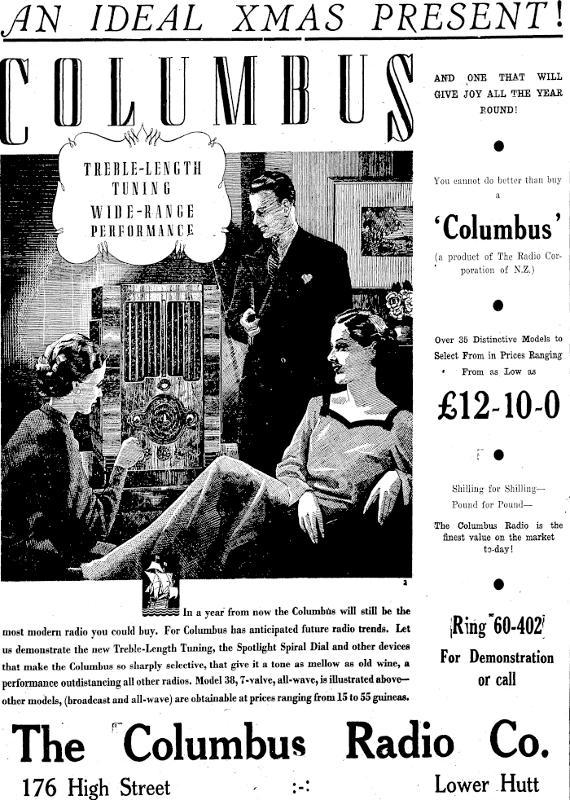 AN IDEAL XMAS PRESENT!
COLUMBUS
TREBLE-LENGTH
TUNING
WIDE-RANGE
PERFORMANCE
AND ONE THAT WILL
GIVE JOY ALL THE YEAR
ROUND!
You cannot do better than buy
a
'Columbus'
(a product of The Radio Cor-
poration of N.Z.)
Over 35 Distinctive Models to
Select From in Prices Ranging
From as Low as
£12-10-0
Shilling for Shilling—
Pound for Pound—
The Columbus Radio is the
finest value on the market
to-day!
Ring 60-402
For Demonstration
or call
In a year from now the Columbus will still be the
most modern radio you could buy. For Columbus has anticipated future radio trends. Let
us demonstrate the new Treble-Length Tuning, the Spotlight Spiral Dial and other devices
that make the Columbus so sharply selective, that give it a tone as mellow as old wine, a
performance outdistancing all other radios. Model 38, 7-valve, all-wave, is illustrated above—
other models, (broadcast and all-wave) are obtainable at prices ranging from 15 to 55 guineas.
The Columbus Radio Co.
176 High Street :-: Lower Hutt